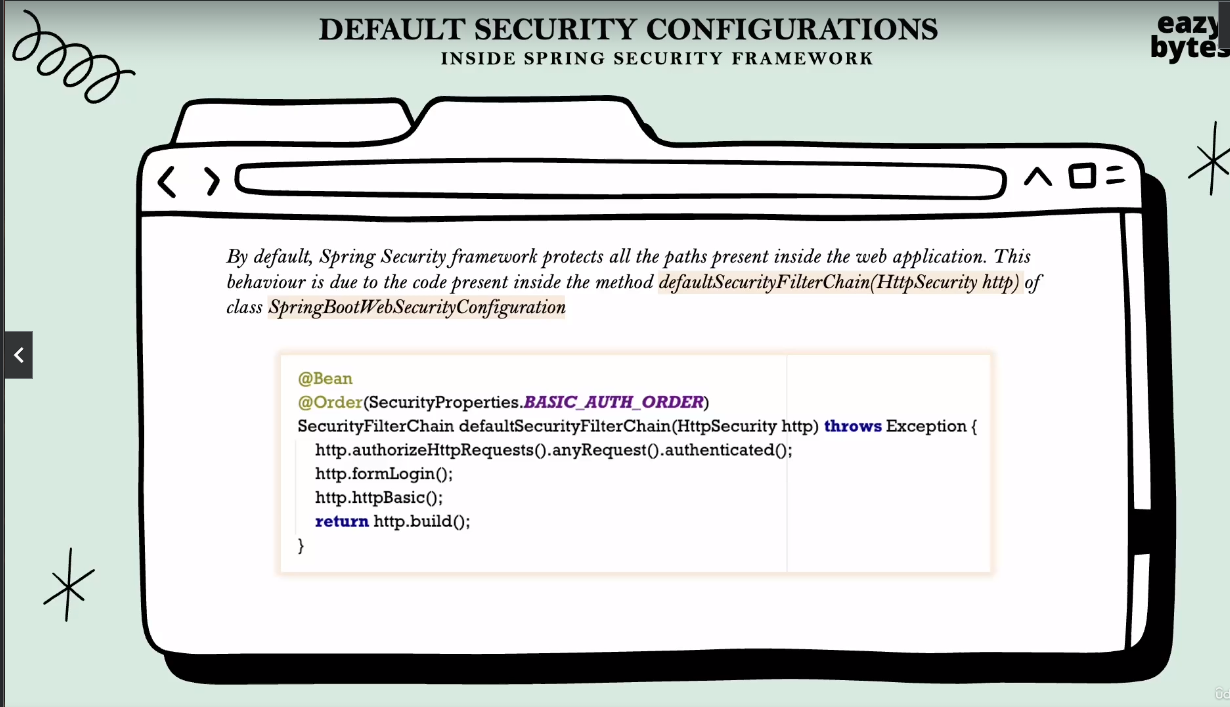 DEFAULT SECURITY CONFIGURATIONS
INSIDE SPRING SECURITY FRAMEWORK
eazy
bytes
By default, Spring Security framework protects all the paths present inside the web application. This
behaviour is due to the code present inside the method defaultSecurityFilterChain(HttpSecurity http) of
class SpringBootWebSecurityConfiguration
@Bean
@Order(SecurityProperties.BASIC_AUTH_ORDER)
SecurityFilterChain defaultSecurityFilterChain(HttpSecurity http) throws Exception {
http.authorizeHttpRequests().anyRequest().authenticated();
http.formLogin();
http.httpBasic();
return http.build();
}